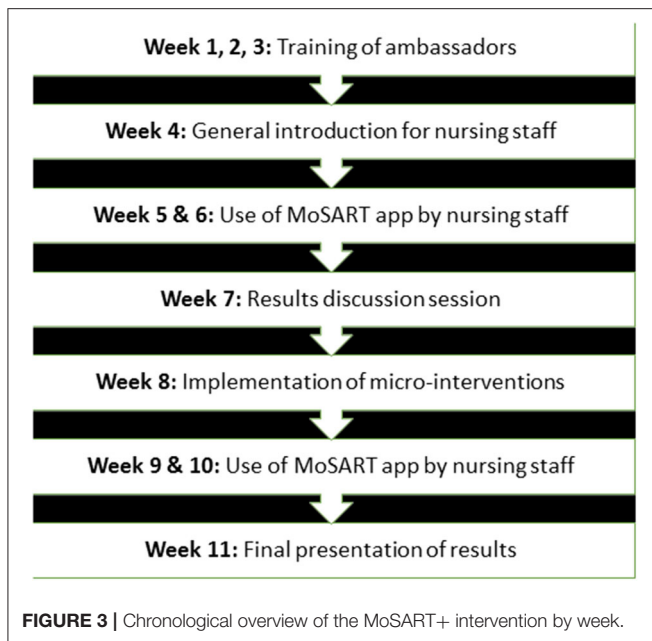 Week 1, 2, 3: Training of ambassadors
Week 4: General introduction for nursing staff
Week 5 & 6: Use of MoSART app by nursing staff
Week 7: Results discussion session
Week 8: Implementation of micro-interventions
Week 9 & 10: Use of MoSART app by nursing staff
Week 11: Final presentation of results
FIGURE 3 | Chronological overview of the MoSART+ intervention by week.